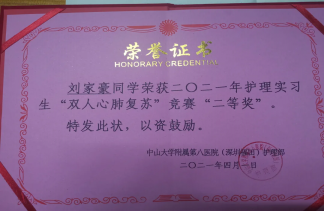 荣誉证书
HONORARY CREDENTIAL
刘家豪同学荣获二〇二一年护理实习
生“双人心肺复苏”竞赛“二等奖”。
特发此状，以资鼓励。
中山大学附属第八医院（深圳福田）护理部
二〇二一年四月一日